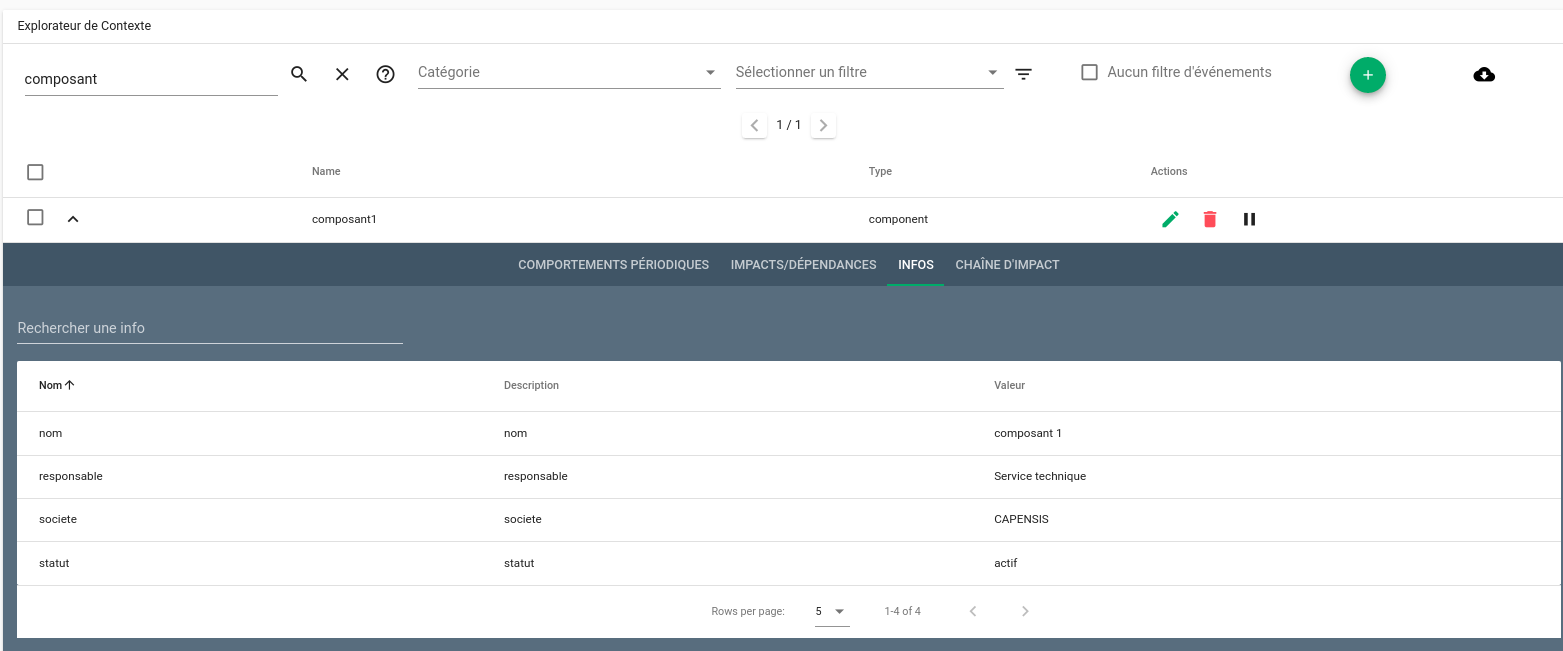 Explorateur de Contexte
composant Catégorie Sélectionner un filtre Aucun filtre d'événements
1 / 1
Name Type Actions
composant1 component
COMPORTEMENTS PÉRIODIQUES IMPACTS/DÉPENDANCES INFOS CHAÎNE D'IMPACT
Rechercher une info
Nom Description Valeur
nom nom composant 1
responsable responsable Service technique
societe societe CAPENSIS
statut statut actif
Rows per page: 5 1-4 of 4